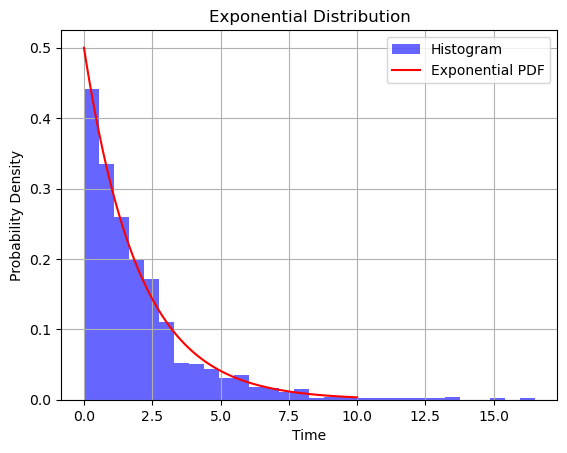 Exponential Distribution
Histogram
Exponential PDF
Probability Density
0.5
0.4
0.3
0.2
0.1
0.0
0.0 2.5 5.0 7.5 10.0 12.5 15.0
Time